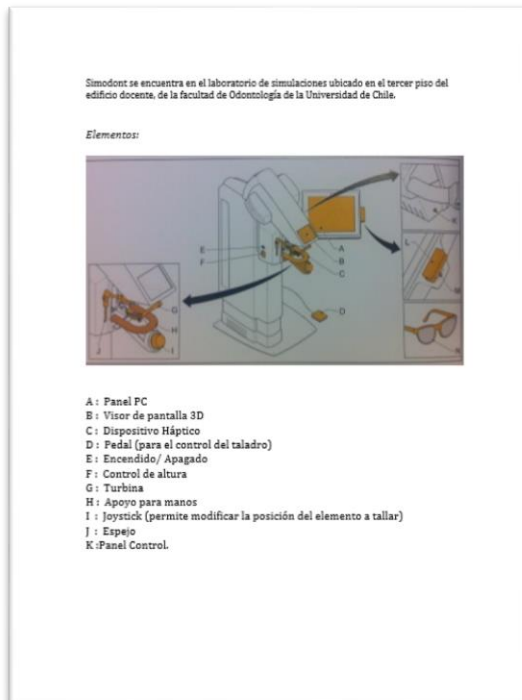 Simodont se encuentra en el laboratorio de simulaciones ubicado en el tercer piso del
edificio docente, de la facultad de Odontología de la Universidad de Chile.
Elementos:
A
B
C
D
E
F
G
H
I
J
K
L
A : Panel PC
B : Visor de pantalla 3D
C : Dispositivo Háptico
D : Pedal (para el control del taladro)
E : Encendido/ Apagado
F : Control de altura
G : Turbina
H : Apoyo para manos
I : Joystick (permite modificar la posición del elemento a tallar)
J : Espejo
K :Panel Control.